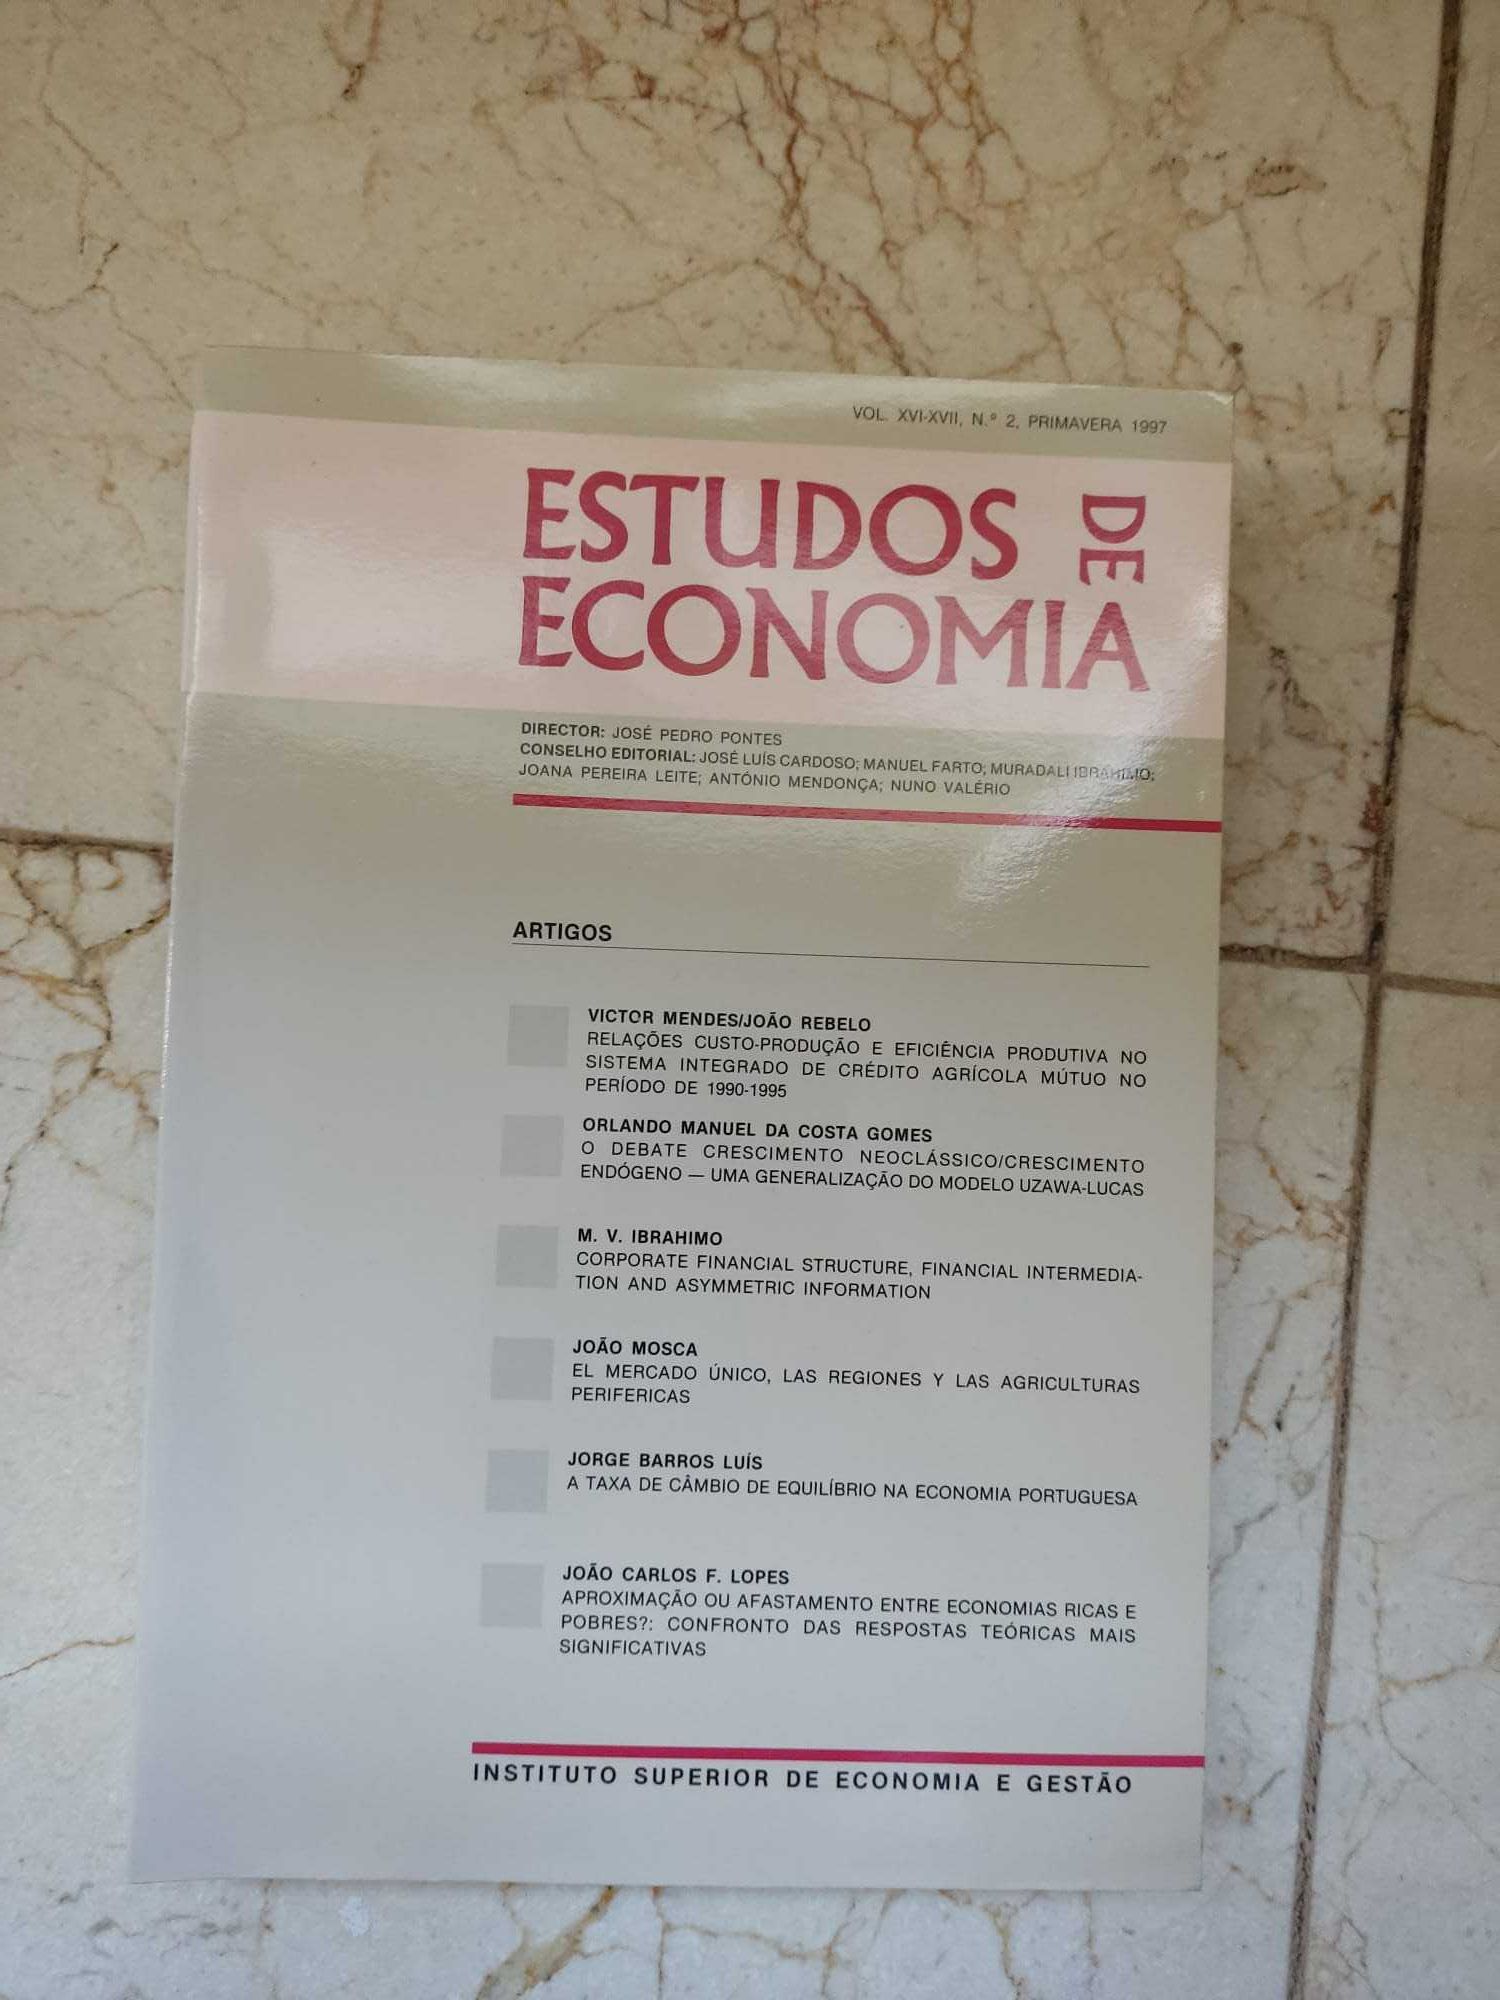 VOL. XVI-XVII, N.º 2, PRIMAVERA 1997
ESTUDOS DE
ECONOMIA
DIRECTOR: JOSÉ PEDRO PONTES
CONSELHO EDITORIAL: JOSÉ LUÍS CARDOSO; MANUEL FARTO; MURADALI IBRAHIMO;
JOANA PEREIRA LEITE; ANTÓNIO MENDONÇA; NUNO VALÉRIO
ARTIGOS
VICTOR MENDES/JOÃO REBELO
RELAÇÕES CUSTO-PRODUÇÃO E EFICIÊNCIA PRODUTIVA NO
SISTEMA INTEGRADO DE CRÉDITO AGRÍCOLA MÚTUO NO
PERÍODO DE 1990-1995
ORLANDO MANUEL DA COSTA GOMES
O DEBATE CRESCIMENTO NEOCLÁSSICO/CRESCIMENTO
ENDÓGENO — UMA GENERALIZAÇÃO DO MODELO UZAWA-LUCAS
M. V. IBRAHIMO
CORPORATE FINANCIAL STRUCTURE, FINANCIAL INTERMEDIA-
TION AND ASYMMETRIC INFORMATION
JOÃO MOSCA
EL MERCADO ÚNICO, LAS REGIONES Y LAS AGRICULTURAS
PERIFERICAS
JORGE BARROS LUÍS
A TAXA DE CÂMBIO DE EQUILÍBRIO NA ECONOMIA PORTUGUESA
JOÃO CARLOS F. LOPES
APROXIMAÇÃO OU AFASTAMENTO ENTRE ECONOMIAS RICAS E
POBRES?: CONFRONTO DAS RESPOSTAS TEÓRICAS MAIS
SIGNIFICATIVAS
INSTITUTO SUPERIOR DE ECONOMIA E GESTÃO